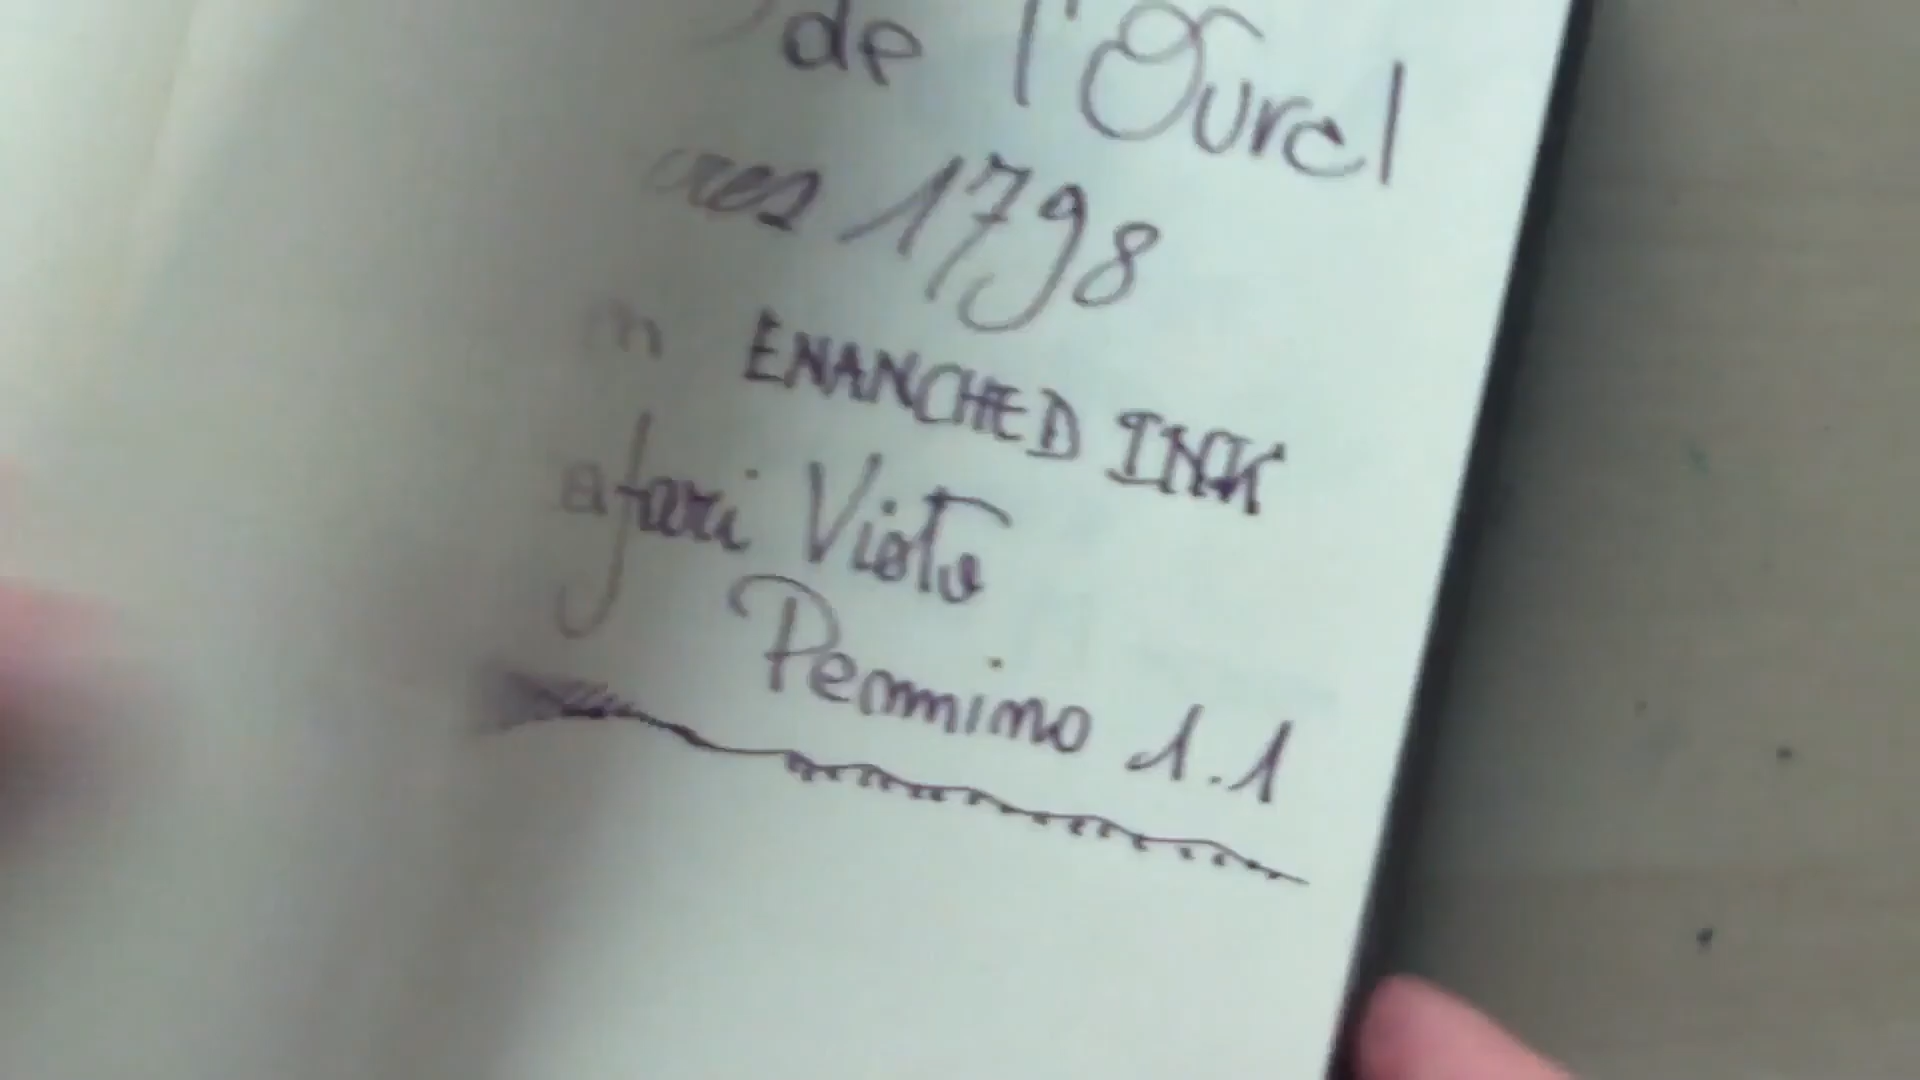 de l'Ourcl
1798
ENANCHED INK
Visto
Pennino 1.1